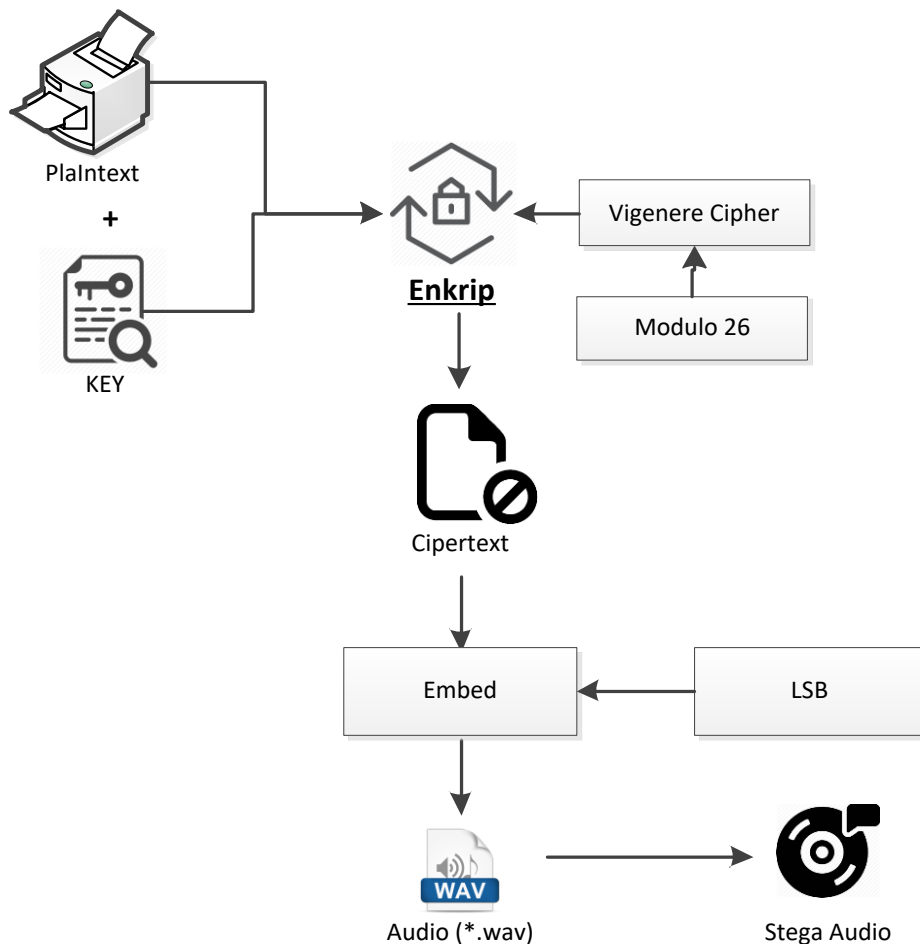 PlaIntext
+
KEY
Enkrip
Vigenere Cipher
Modulo 26
Cipertext
Embed
LSB
WAV
Audio (*.wav)
Stega Audio